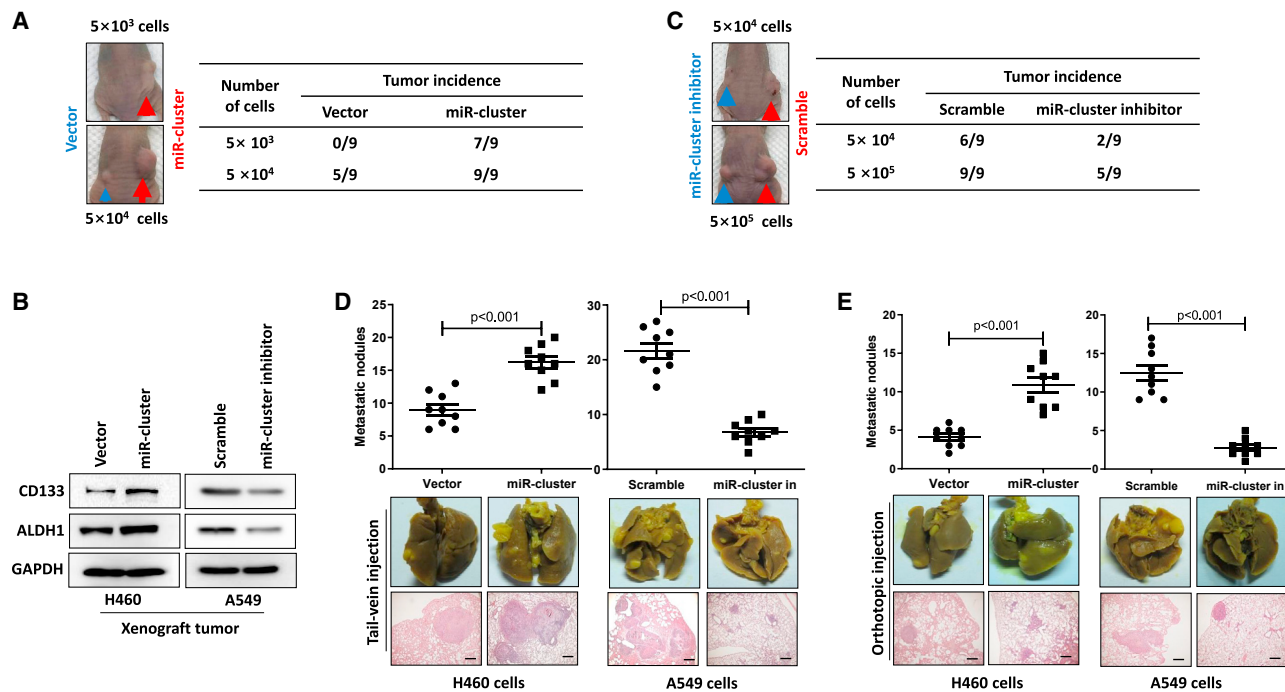 A
5×10³ cells
Vector
miR-cluster
5×10⁴ cells
Number of cells
Tumor incidence
Vector miR-cluster
5× 10³ 0/9 7/9
5 ×10⁴ 5/9 9/9
C
5×10⁴ cells
miR-cluster inhibitor
Scramble
5×10⁵ cells
Number of cells
Tumor incidence
Scramble miR-cluster inhibitor
5×10⁴ 6/9 2/9
5 ×10⁵ 9/9 5/9
B
Vector
miR-cluster
Scramble
miR-cluster inhibitor
CD133
ALDH1
GAPDH
H460 A549
Xenograft tumor
D
Metastatic nodules
25
20
15
10
5
0
p<0.001
Vector miR-cluster
30
20
10
0
p<0.001
Scramble miR-cluster in
Tail-vein injection
H460 cells A549 cells
E
Metastatic nodules
20
15
10
5
0
p<0.001
Vector miR-cluster
20
15
10
5
0
p<0.001
Scramble miR-cluster in
Orthotopic injection
H460 cells A549 cells